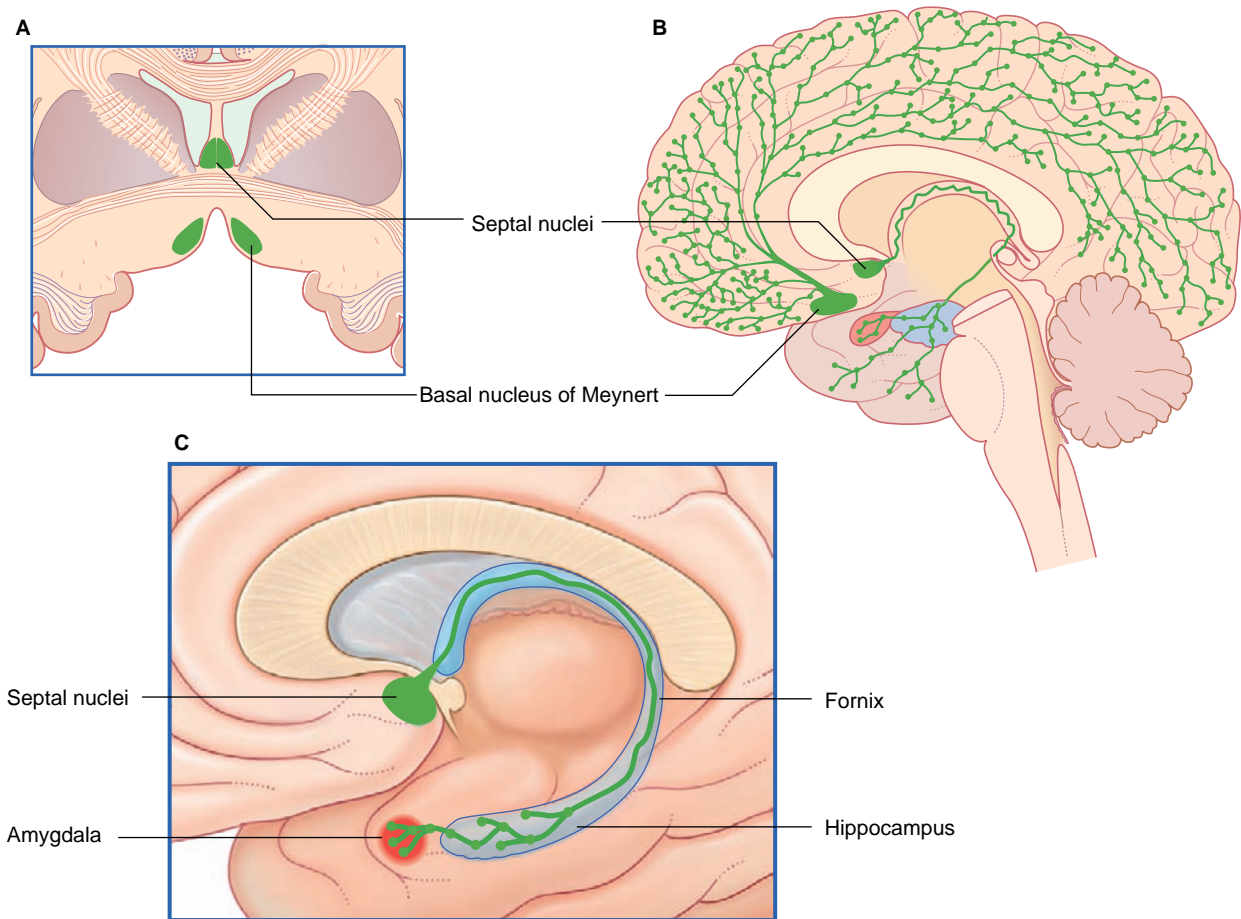 A
B
Septal nuclei
Basal nucleus of Meynert
C
Septal nuclei
Fornix
Amygdala
Hippocampus